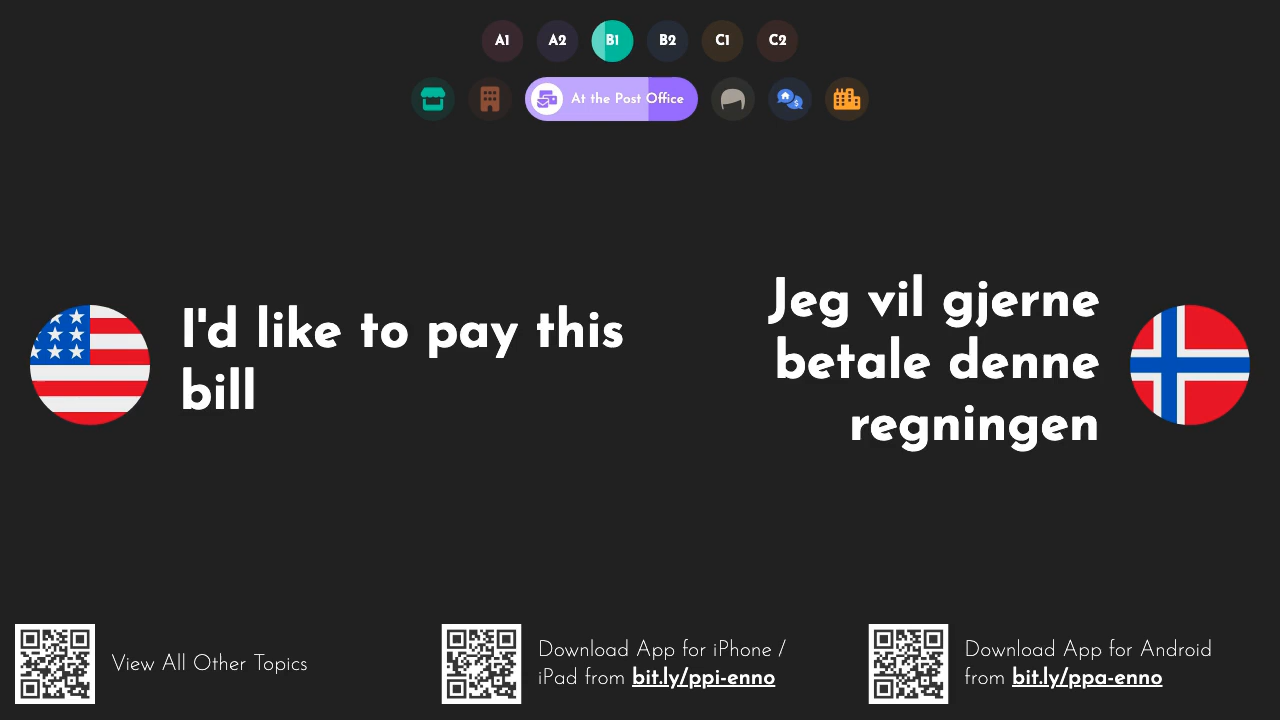 A1 A2 B1 B2 C1 C2
At the Post Office
I'd like to pay this
bill
Jeg vil gjerne
betale denne
regningen
View All Other Topics
Download App for iPhone /
iPad from bit.ly/ppi-enno
Download App for Android
from bit.ly/ppa-enno